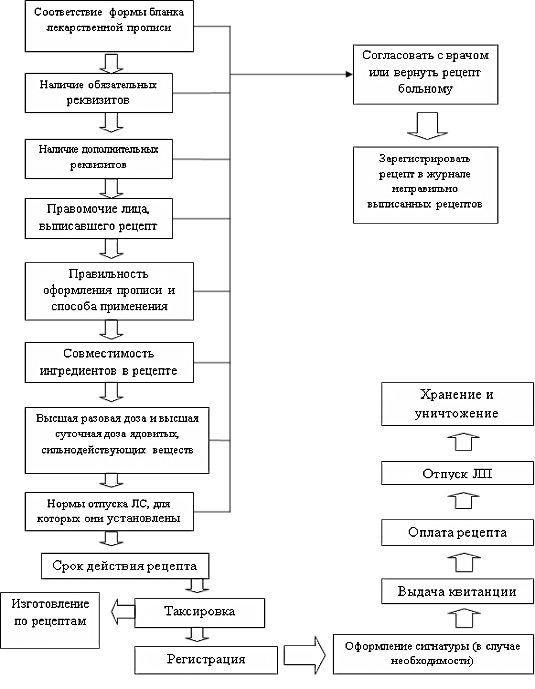 Соответствие формы бланка
лекарственной прописи
Наличие обязательных
реквизитов
Наличие дополнительных
реквизитов
Правомочие лица,
выписавшего рецепт
Правильность
оформления прописи и
способа применения
Совместимость
ингредиентов в рецепте
Высшая разовая доза и высшая
суточная доза ядовитых,
сильнодействующих веществ
Нормы отпуска ЛС, для
которых они установлены
Срок действия рецепта
Таксировка
Изготовление
по рецептам
Регистрация
Согласовать с врачом
или вернуть рецепт
больному
Зарегистрировать
рецепт в журнале
неправильно
выписанных рецептов
Хранение и
уничтожение
Отпуск ЛП
Оплата рецепта
Выдача квитанции
Оформление сигнатуры (в случае
необходимости)